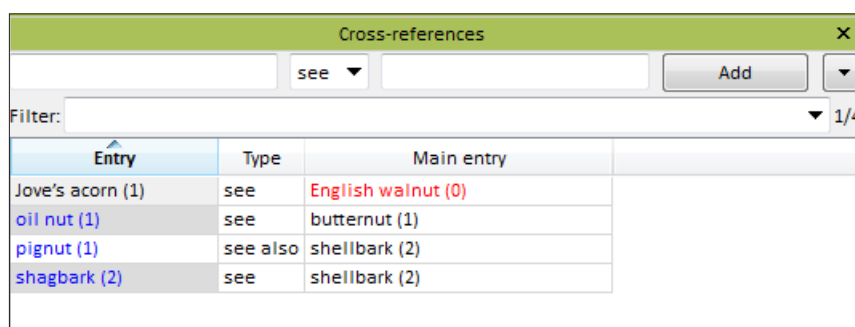 Cross-references ×
see Add
Filter: 1/4
Entry Type Main entry
Jove's acorn (1) see English walnut (0)
oil nut (1) see butternut (1)
pignut (1) see also shellbark (2)
shagbark (2) see shellbark (2)